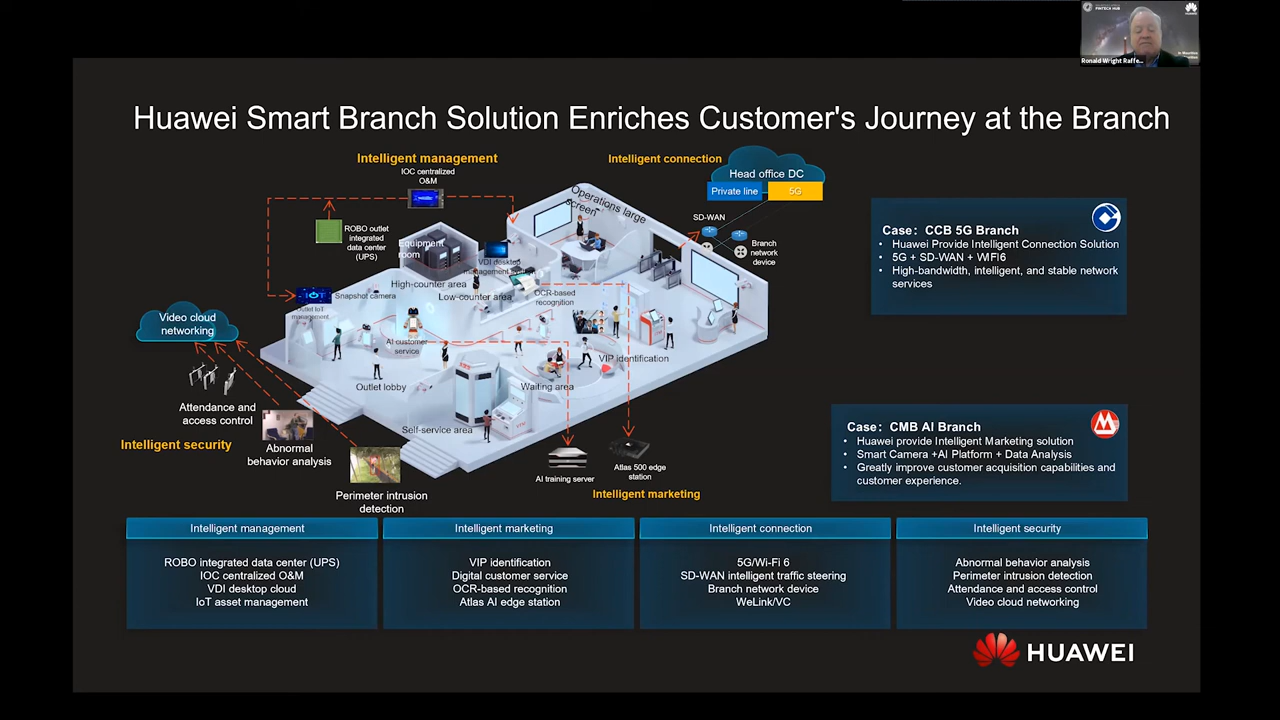 FINTECH HUB
HUAWEI
Ronald Wright Raffe...
Huawei Smart Branch Solution Enriches Customer's Journey at the Branch
Intelligent management
IOC centralized
O&M
Intelligent connection
Head office DC
Private line
5G
SD-WAN
Branch
network
device
Operations large
screen
ROBO outlet
integrated
data center
(UPS)
Equipment
room
VDI desktop
management system
High-counter area
Low-counter area
OCR-based
recognition
IOT
Snapshot camera
Outlet IoT
management
Video cloud
networking
AI customer
service
VIP identification
Outlet lobby
Waiting area
Self-service area
Attendance and
access control
Intelligent security
Abnormal
behavior analysis
Perimeter intrusion
detection
AI training server
Atlas 500 edge
station
Intelligent marketing
Case: CCB 5G Branch
• Huawei Provide Intelligent Connection Solution
• 5G + SD-WAN + WIFI6
• High-bandwidth, intelligent, and stable network
services
Case: CMB AI Branch
• Huawei provide Intelligent Marketing solution
• Smart Camera +AI Platform + Data Analysis
• Greatly improve customer acquisition capabilities and
customer experience.
Intelligent management
ROBO integrated data center (UPS)
IOC centralized O&M
VDI desktop cloud
IoT asset management
Intelligent marketing
VIP identification
Digital customer service
OCR-based recognition
Atlas AI edge station
Intelligent connection
5G/Wi-Fi 6
SD-WAN intelligent traffic steering
Branch network device
WeLink/VC
Intelligent security
Abnormal behavior analysis
Perimeter intrusion detection
Attendance and access control
Video cloud networking
HUAWEI